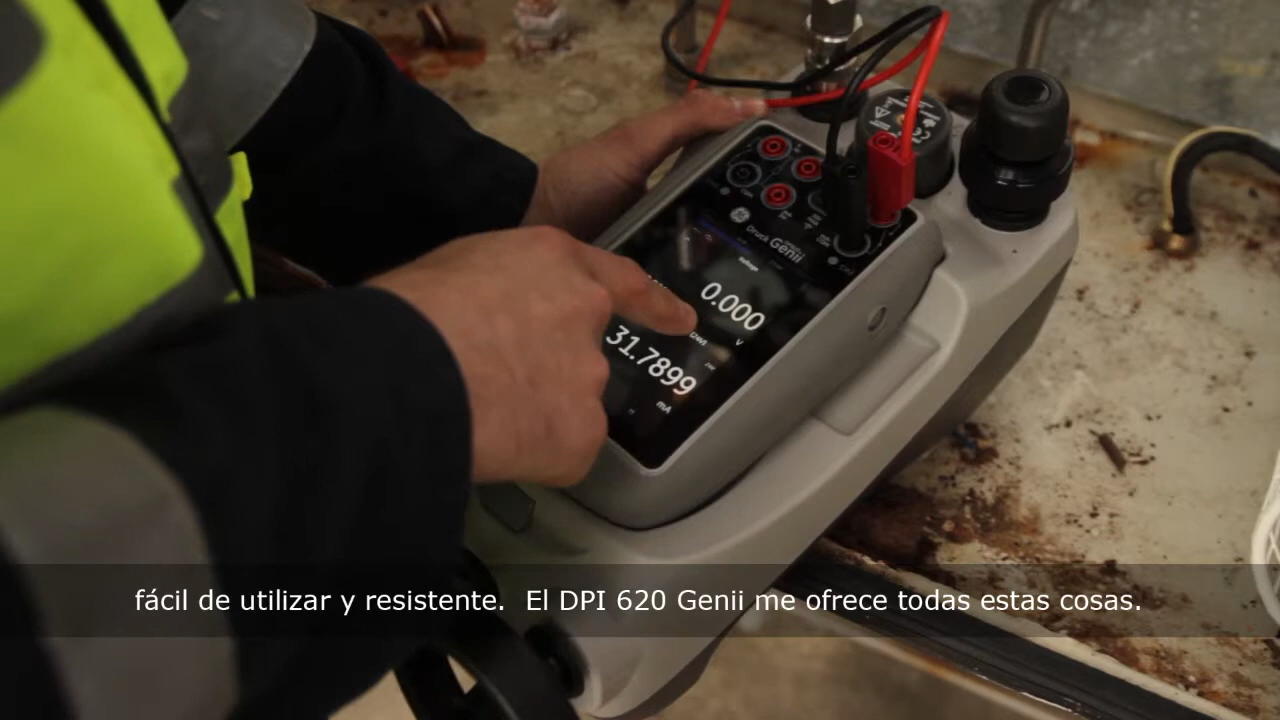 Druck Genii
0.000
V
31.7899
mA
fácil de utilizar y resistente.  El DPI 620 Genii me ofrece todas estas cosas.